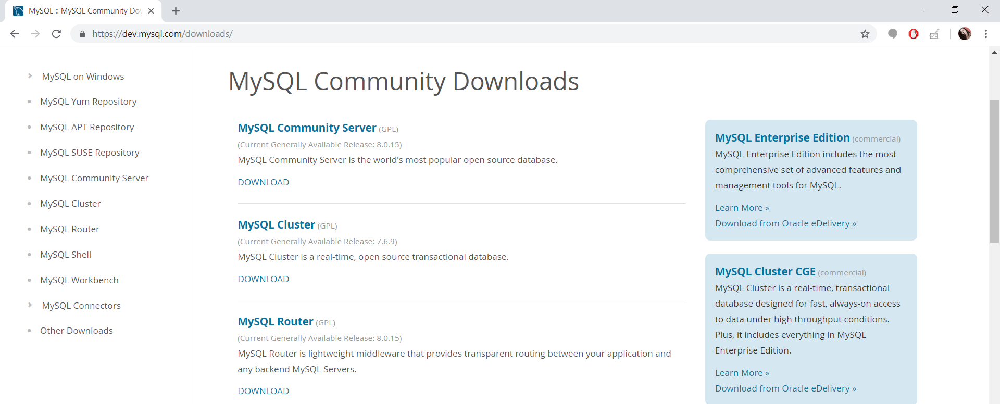 MySQL :: MySQL Community Dow
https://dev.mysql.com/downloads/
MySQL on Windows
MySQL Yum Repository
MySQL APT Repository
MySQL SUSE Repository
MySQL Community Server
MySQL Cluster
MySQL Router
MySQL Shell
MySQL Workbench
MySQL Connectors
Other Downloads
MySQL Community Downloads
MySQL Community Server (GPL)
(Current Generally Available Release: 8.0.15)
MySQL Community Server is the world's most popular open source database.
DOWNLOAD
MySQL Cluster (GPL)
(Current Generally Available Release: 7.6.9)
MySQL Cluster is a real-time, open source transactional database.
DOWNLOAD
MySQL Router (GPL)
(Current Generally Available Release: 8.0.15)
MySQL Router is lightweight middleware that provides transparent routing between your application and
any backend MySQL Servers.
DOWNLOAD
MySQL Enterprise Edition (commercial)
MySQL Enterprise Edition includes the most
comprehensive set of advanced features and
management tools for MySQL.
Learn More »
Download from Oracle eDelivery »
MySQL Cluster CGE (commercial)
MySQL Cluster is a real-time, transactional
database designed for fast, always-on access
to data under high throughput conditions.
Plus, it includes everything in MySQL
Enterprise Edition.
Learn More »
Download from Oracle eDelivery »